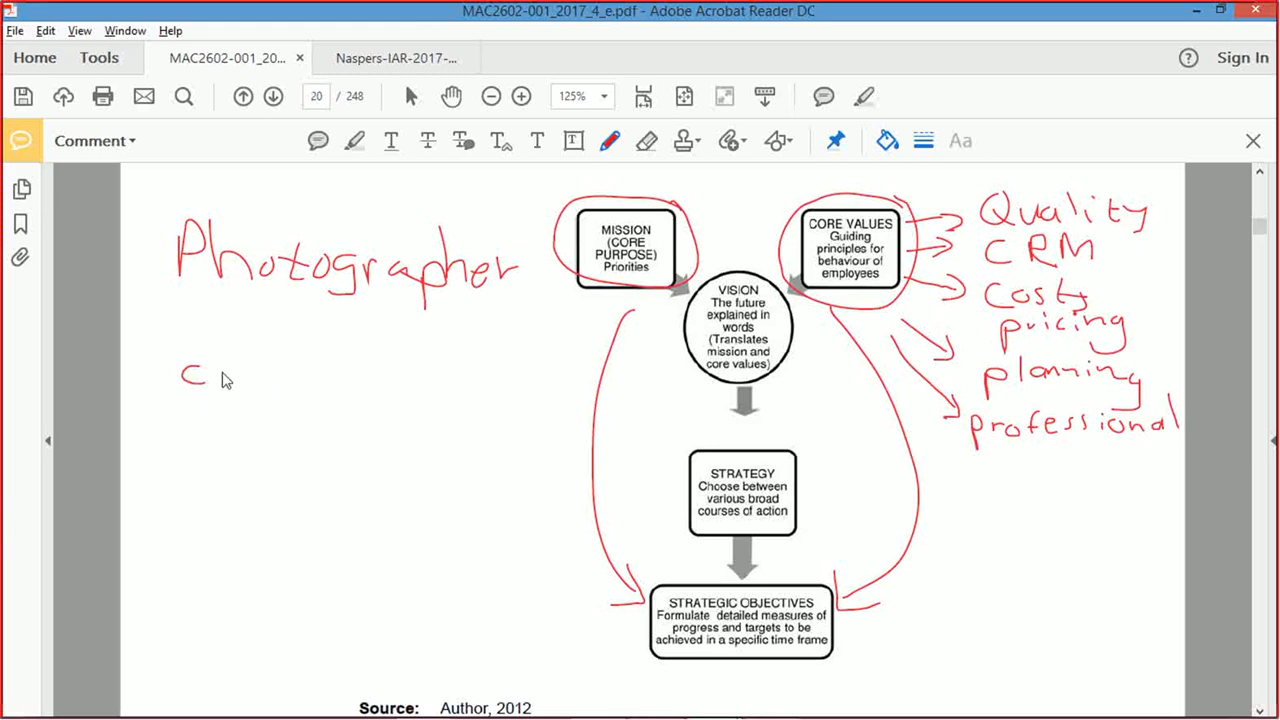 MAC2602-001_2017_4_e.pdf - Adobe Acrobat Reader DC
File Edit View Window Help
Home Tools MAC2602-001_20... × Naspers-IAR-2017-... ? Sign In
20 / 248 125%
Comment T T T T T T Aa
Photographer
C
MISSION
(CORE
PURPOSE)
Priorities
CORE VALUES
Guiding
principles for
behaviour of
employees
Quality
CRM
Costs
pricing
planning
professional
VISION
The future
explained in
words
(Translates
mission and
core values)
STRATEGY
Choose between
various broad
courses of action
STRATEGIC OBJECTIVES
Formulate detailed measures of
progress and targets to be
achieved in a specific time frame
Source: Author, 2012